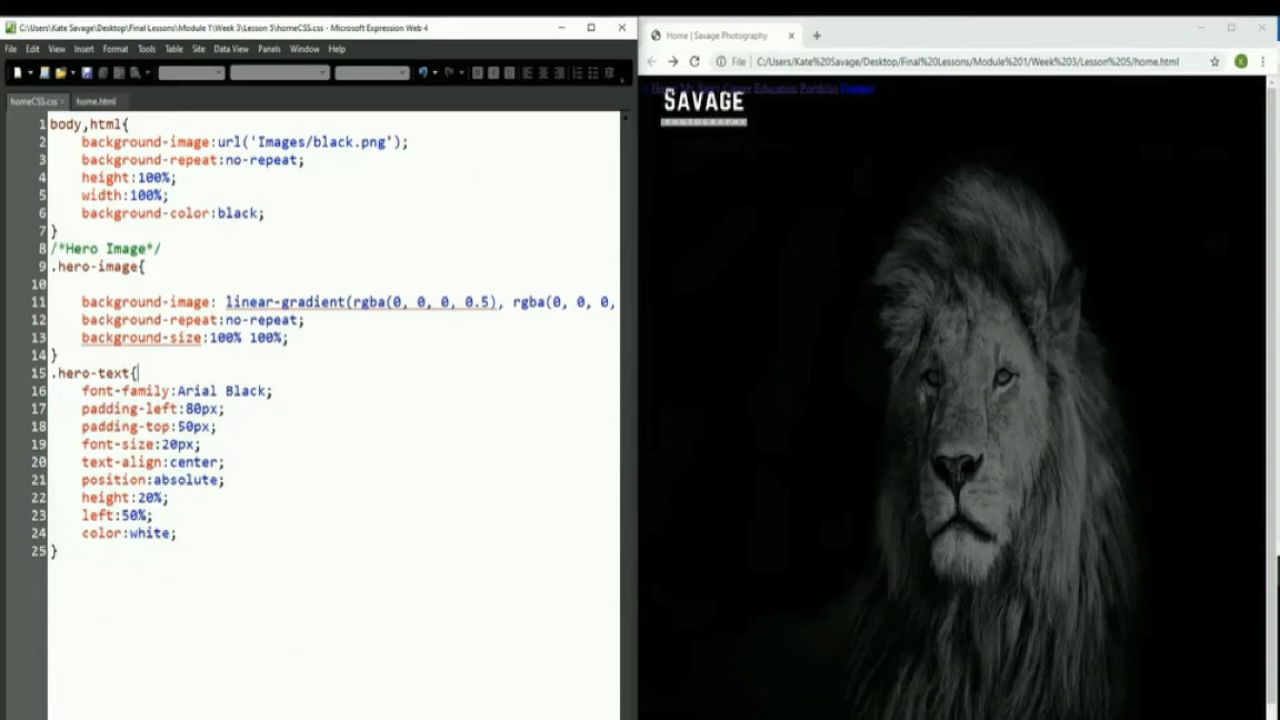 C:\Users\Kate Savage\Desktop\Final Lessons\Module 1\Week 3\Lesson 5\homeCSS.css - Microsoft Expression Web 4
File Edit View Insert Format Tools Table Site Data View Panels Window Help
homeCSS.css home.html
1 body,html{
2 background-image:url('Images/black.png');
3 background-repeat:no-repeat;
4 height:100%;
5 width:100%;
6 background-color:black;
7 }
8 /*Hero Image*/
9 .hero-image{
10
11 background-image: linear-gradient(rgba(0, 0, 0, 0.5), rgba(0, 0, 0,
12 background-repeat:no-repeat;
13 background-size:100% 100%;
14 }
15 .hero-text{
16 font-family:Arial Black;
17 padding-left:80px;
18 padding-top:50px;
19 font-size:20px;
20 text-align:center;
21 position:absolute;
22 height:20%;
23 left:50%;
24 color:white;
25 }
Home | Savage Photography
File C:/Users/Kate%20Savage/Desktop/Final%20Lessons/Module%201/Week%203/Lesson%205/home.html
K
Home My Story Career Education Portfolio Contact
SAVAGE
PHOTOGRAPHY